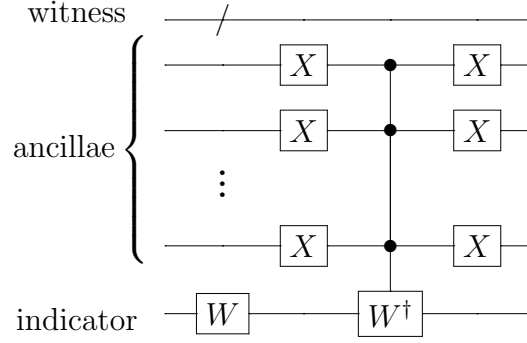 witness
X X
ancillae
X X
⋮
X X
indicator W W†